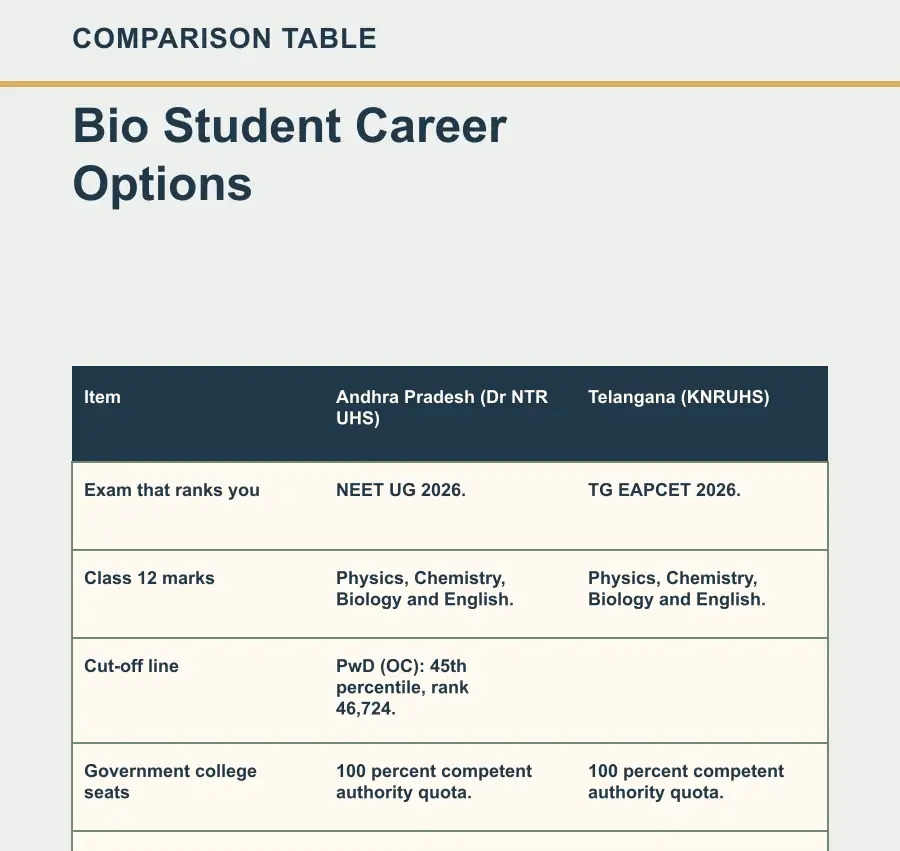 COMPARISON TABLE
Bio Student Career
Options
Item
Andhra Pradesh (Dr NTR
UHS)
Telangana (KNRUHS)
Exam that ranks you
NEET UG 2026.
TG EAPCET 2026.
Class 12 marks
Physics, Chemistry,
Biology and English.
Physics, Chemistry,
Biology and English.
Cut-off line
PwD (OC): 45th
percentile, rank
46,724.
Government college
seats
100 percent competent
authority quota.
100 percent competent
authority quota.